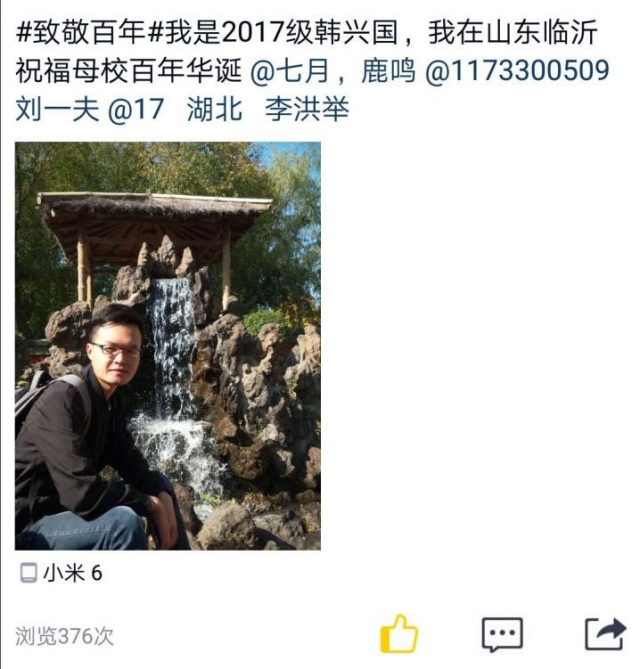 #致敬百年#我是2017级韩兴国，我在山东临沂
祝福母校百年华诞 @七月，鹿鸣 @1173300509
刘一夫 @17 湖北 李洪举
小米 6
浏览376次